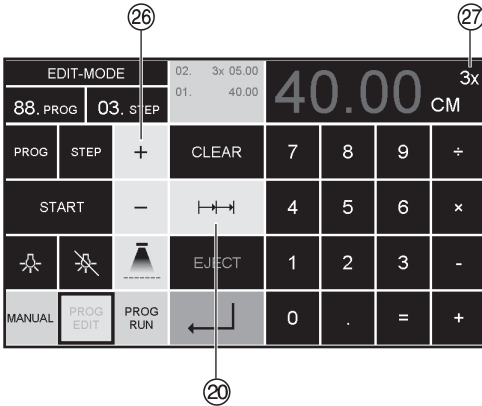 26 27
EDIT-MODE 02. 3x 05.00 40.00 3x
88. PROG 03. STEP 01. 40.00 CM
PROG STEP + CLEAR 7 8 9 ÷
START − 4 5 6 ×
EJECT 1 2 3 -
MANUAL PROG EDIT PROG RUN 0 . = +
20